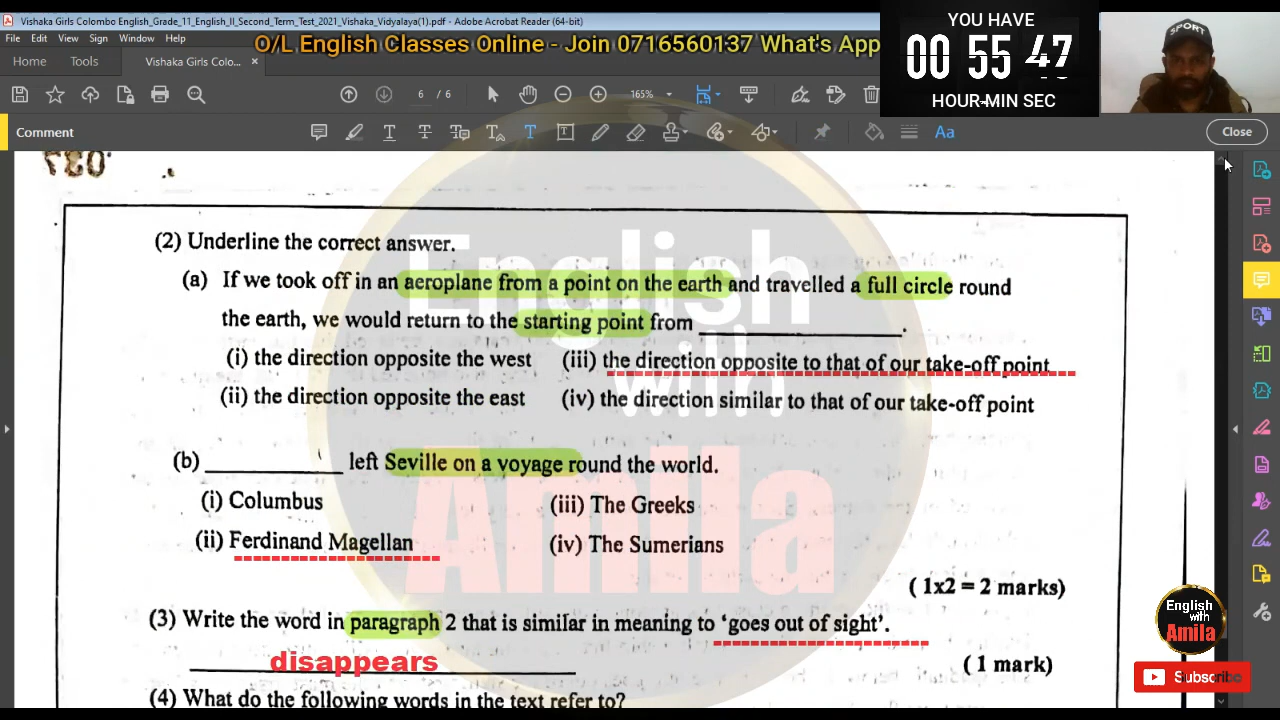 Vishaka Girls Colombo English_Grade_11_English_II_Second_Term_Test_2021_Vishaka_Vidyalaya(1).pdf - Adobe Acrobat Reader (64-bit)
File Edit View Sign Window Help
O/L English Classes Online - Join 0716560137 What's App
YOU HAVE
00 55 47
HOUR MIN SEC
SPORT
Home Tools Vishaka Girls Colo... ×
6 / 6 165%
Comment
Close
(2) Underline the correct answer.
(a) If we took off in an aeroplane from a point on the earth and travelled a full circle round
the earth, we would return to the starting point from ____________________.
(i) the direction opposite the west (iii) the direction opposite to that of our take-off point
(ii) the direction opposite the east (iv) the direction similar to that of our take-off point
(b) ______________ left Seville on a voyage round the world.
(i) Columbus (iii) The Greeks
(ii) Ferdinand Magellan (iv) The Sumerians
( 1x2 = 2 marks)
(3) Write the word in paragraph 2 that is similar in meaning to ‘goes out of sight’.
disappears
( 1 mark)
(4) What do the following words in the text refer to?
English
with
Amila
English
with
Amila
Subscribe